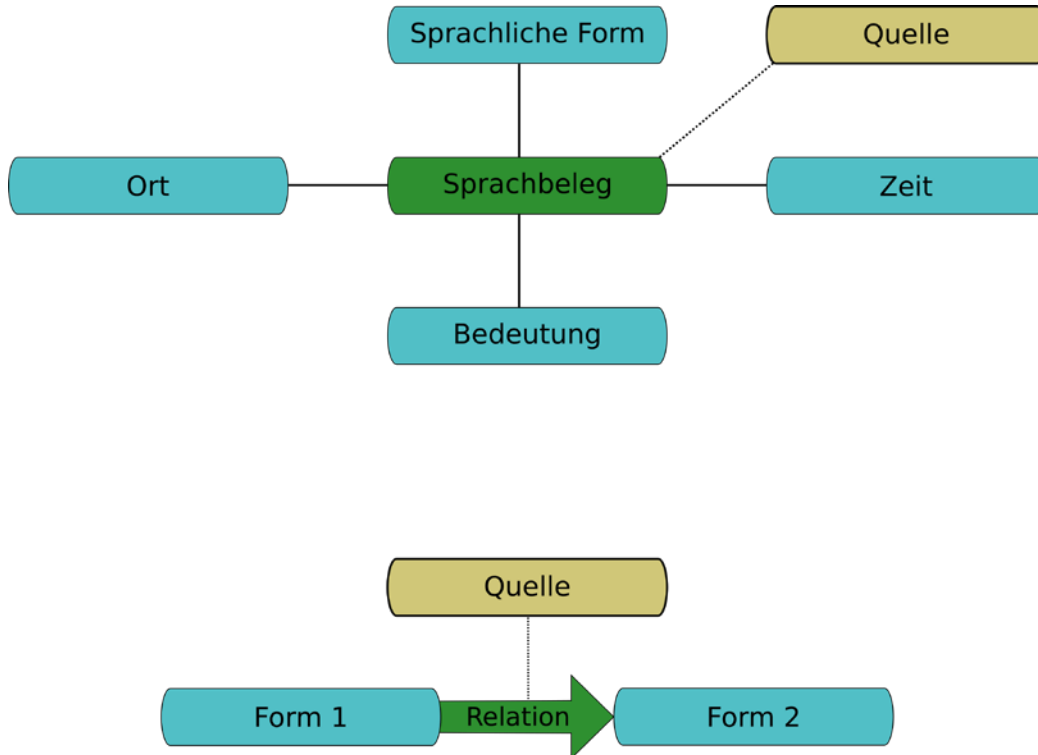 Sprachliche Form
Quelle
Ort
Sprachbeleg
Zeit
Bedeutung
Quelle
Form 1
Relation
Form 2